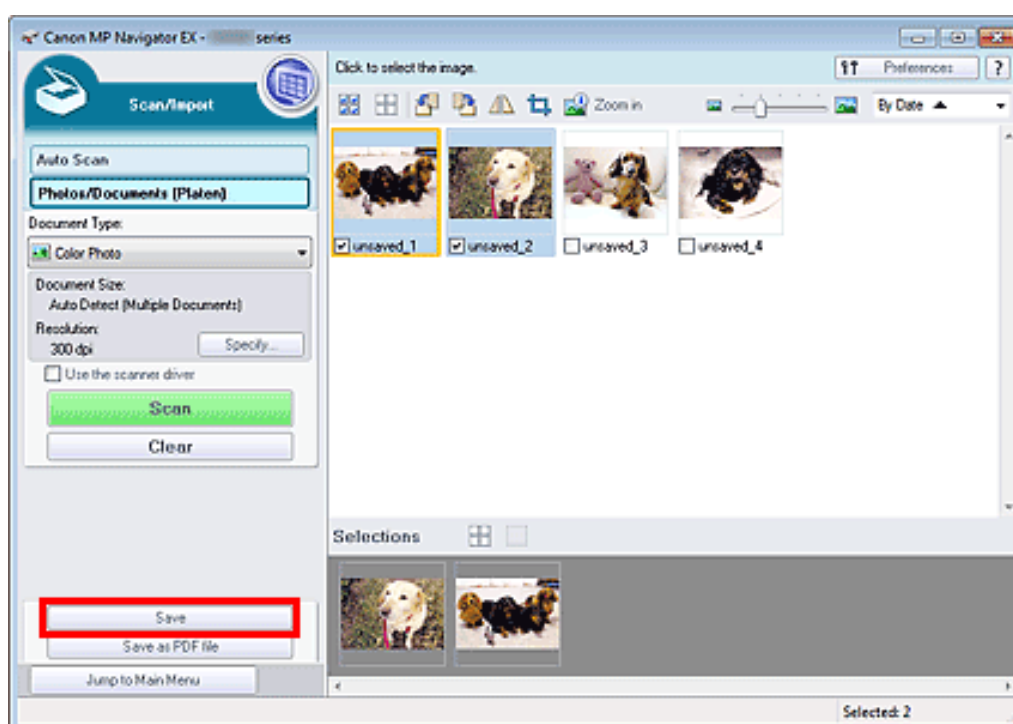 Canon MP Navigator EX - series
Scan/Import
Auto Scan
Photos/Documents (Platen)
Document Type:
Color Photo
Document Size:
Auto Detect (Multiple Documents)
Resolution:
300 dpi
Specify...
Use the scanner driver
Scan
Clear
Save
Save as PDF file
Jump to Main Menu
Click to select the image.
Preferences
?
Zoom in
By Date
unsaved_1
unsaved_2
unsaved_3
unsaved_4
Selections
Selected: 2